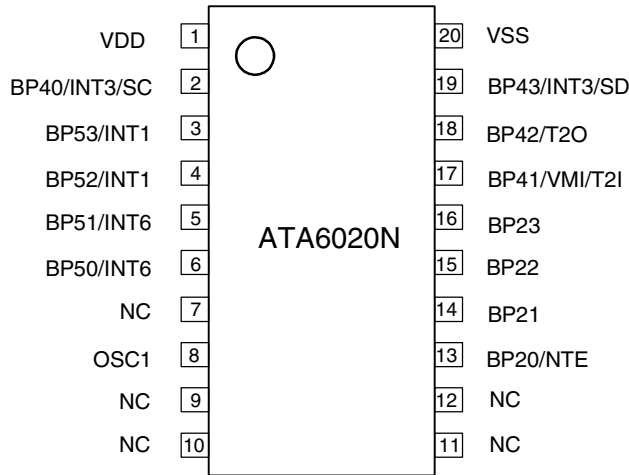 VDD 1 20 VSS
BP40/INT3/SC 2 19 BP43/INT3/SD
BP53/INT1 3 18 BP42/T2O
BP52/INT1 4 17 BP41/VMI/T2I
BP51/INT6 5 16 BP23
ATA6020N
BP50/INT6 6 15 BP22
NC 7 14 BP21
OSC1 8 13 BP20/NTE
NC 9 12 NC
NC 10 11 NC